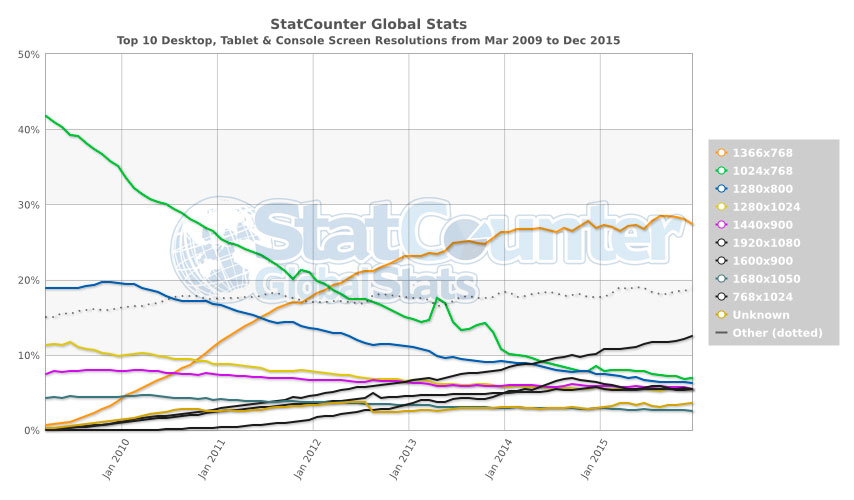 StatCounter Global Stats
Top 10 Desktop, Tablet & Console Screen Resolutions from Mar 2009 to Dec 2015
50%
40%
30%
20%
10%
0%
StatCounter
GlobalStats
1366x768
1024x768
1280x800
1280x1024
1440x900
1920x1080
1600x900
1680x1050
768x1024
Unknown
Other (dotted)
Jan 2010
Jan 2011
Jan 2012
Jan 2013
Jan 2014
Jan 2015